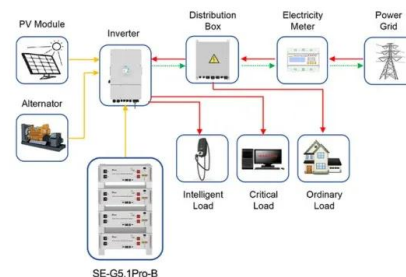 PV Module
Inverter
Distribution
Box
Electricity
Meter
Power
Grid
Alternator
Intelligent
Load
Critical
Load
Ordinary
Load
SE-G5.1Pro-B